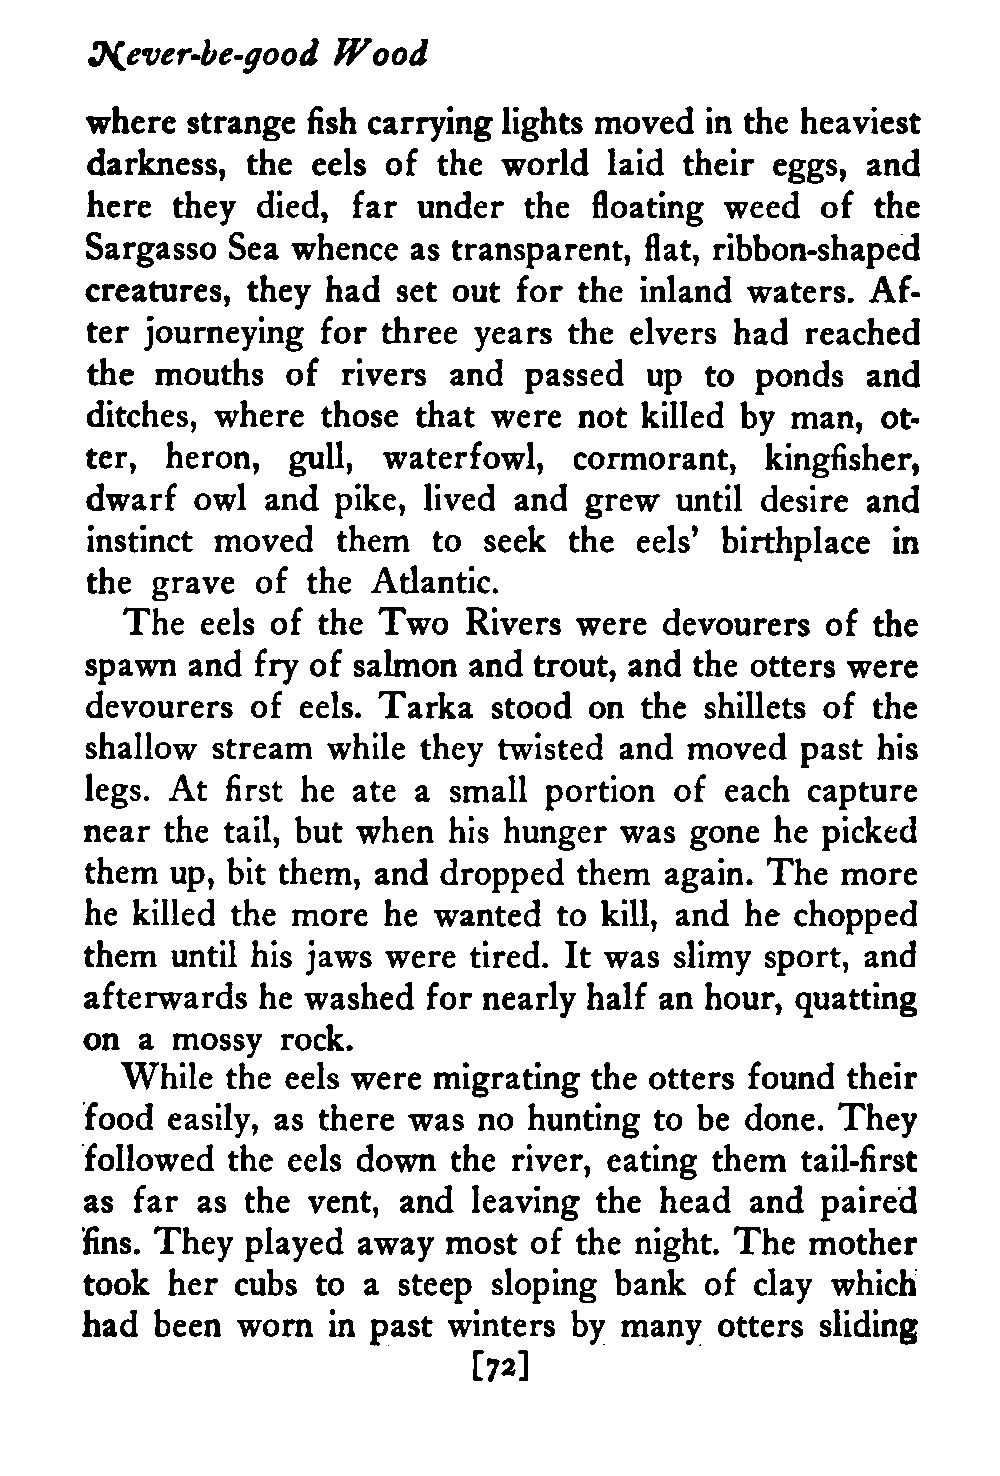 Never-be-good Wood
where strange fish carrying lights moved in the heaviest
darkness, the eels of the world laid their eggs, and
here they died, far under the floating weed of the
Sargasso Sea whence as transparent, flat, ribbon-shaped
creatures, they had set out for the inland waters. Af-
ter journeying for three years the elvers had reached
the mouths of rivers and passed up to ponds and
ditches, where those that were not killed by man, ot-
ter, heron, gull, waterfowl, cormorant, kingfisher,
dwarf owl and pike, lived and grew until desire and
instinct moved them to seek the eels' birthplace in
the grave of the Atlantic.
The eels of the Two Rivers were devourers of the
spawn and fry of salmon and trout, and the otters were
devourers of eels. Tarka stood on the shillets of the
shallow stream while they twisted and moved past his
legs. At first he ate a small portion of each capture
near the tail, but when his hunger was gone he picked
them up, bit them, and dropped them again. The more
he killed the more he wanted to kill, and he chopped
them until his jaws were tired. It was slimy sport, and
afterwards he washed for nearly half an hour, quatting
on a mossy rock.
While the eels were migrating the otters found their
food easily, as there was no hunting to be done. They
followed the eels down the river, eating them tail-first
as far as the vent, and leaving the head and paired
fins. They played away most of the night. The mother
took her cubs to a steep sloping bank of clay which
had been worn in past winters by many otters sliding
[72]